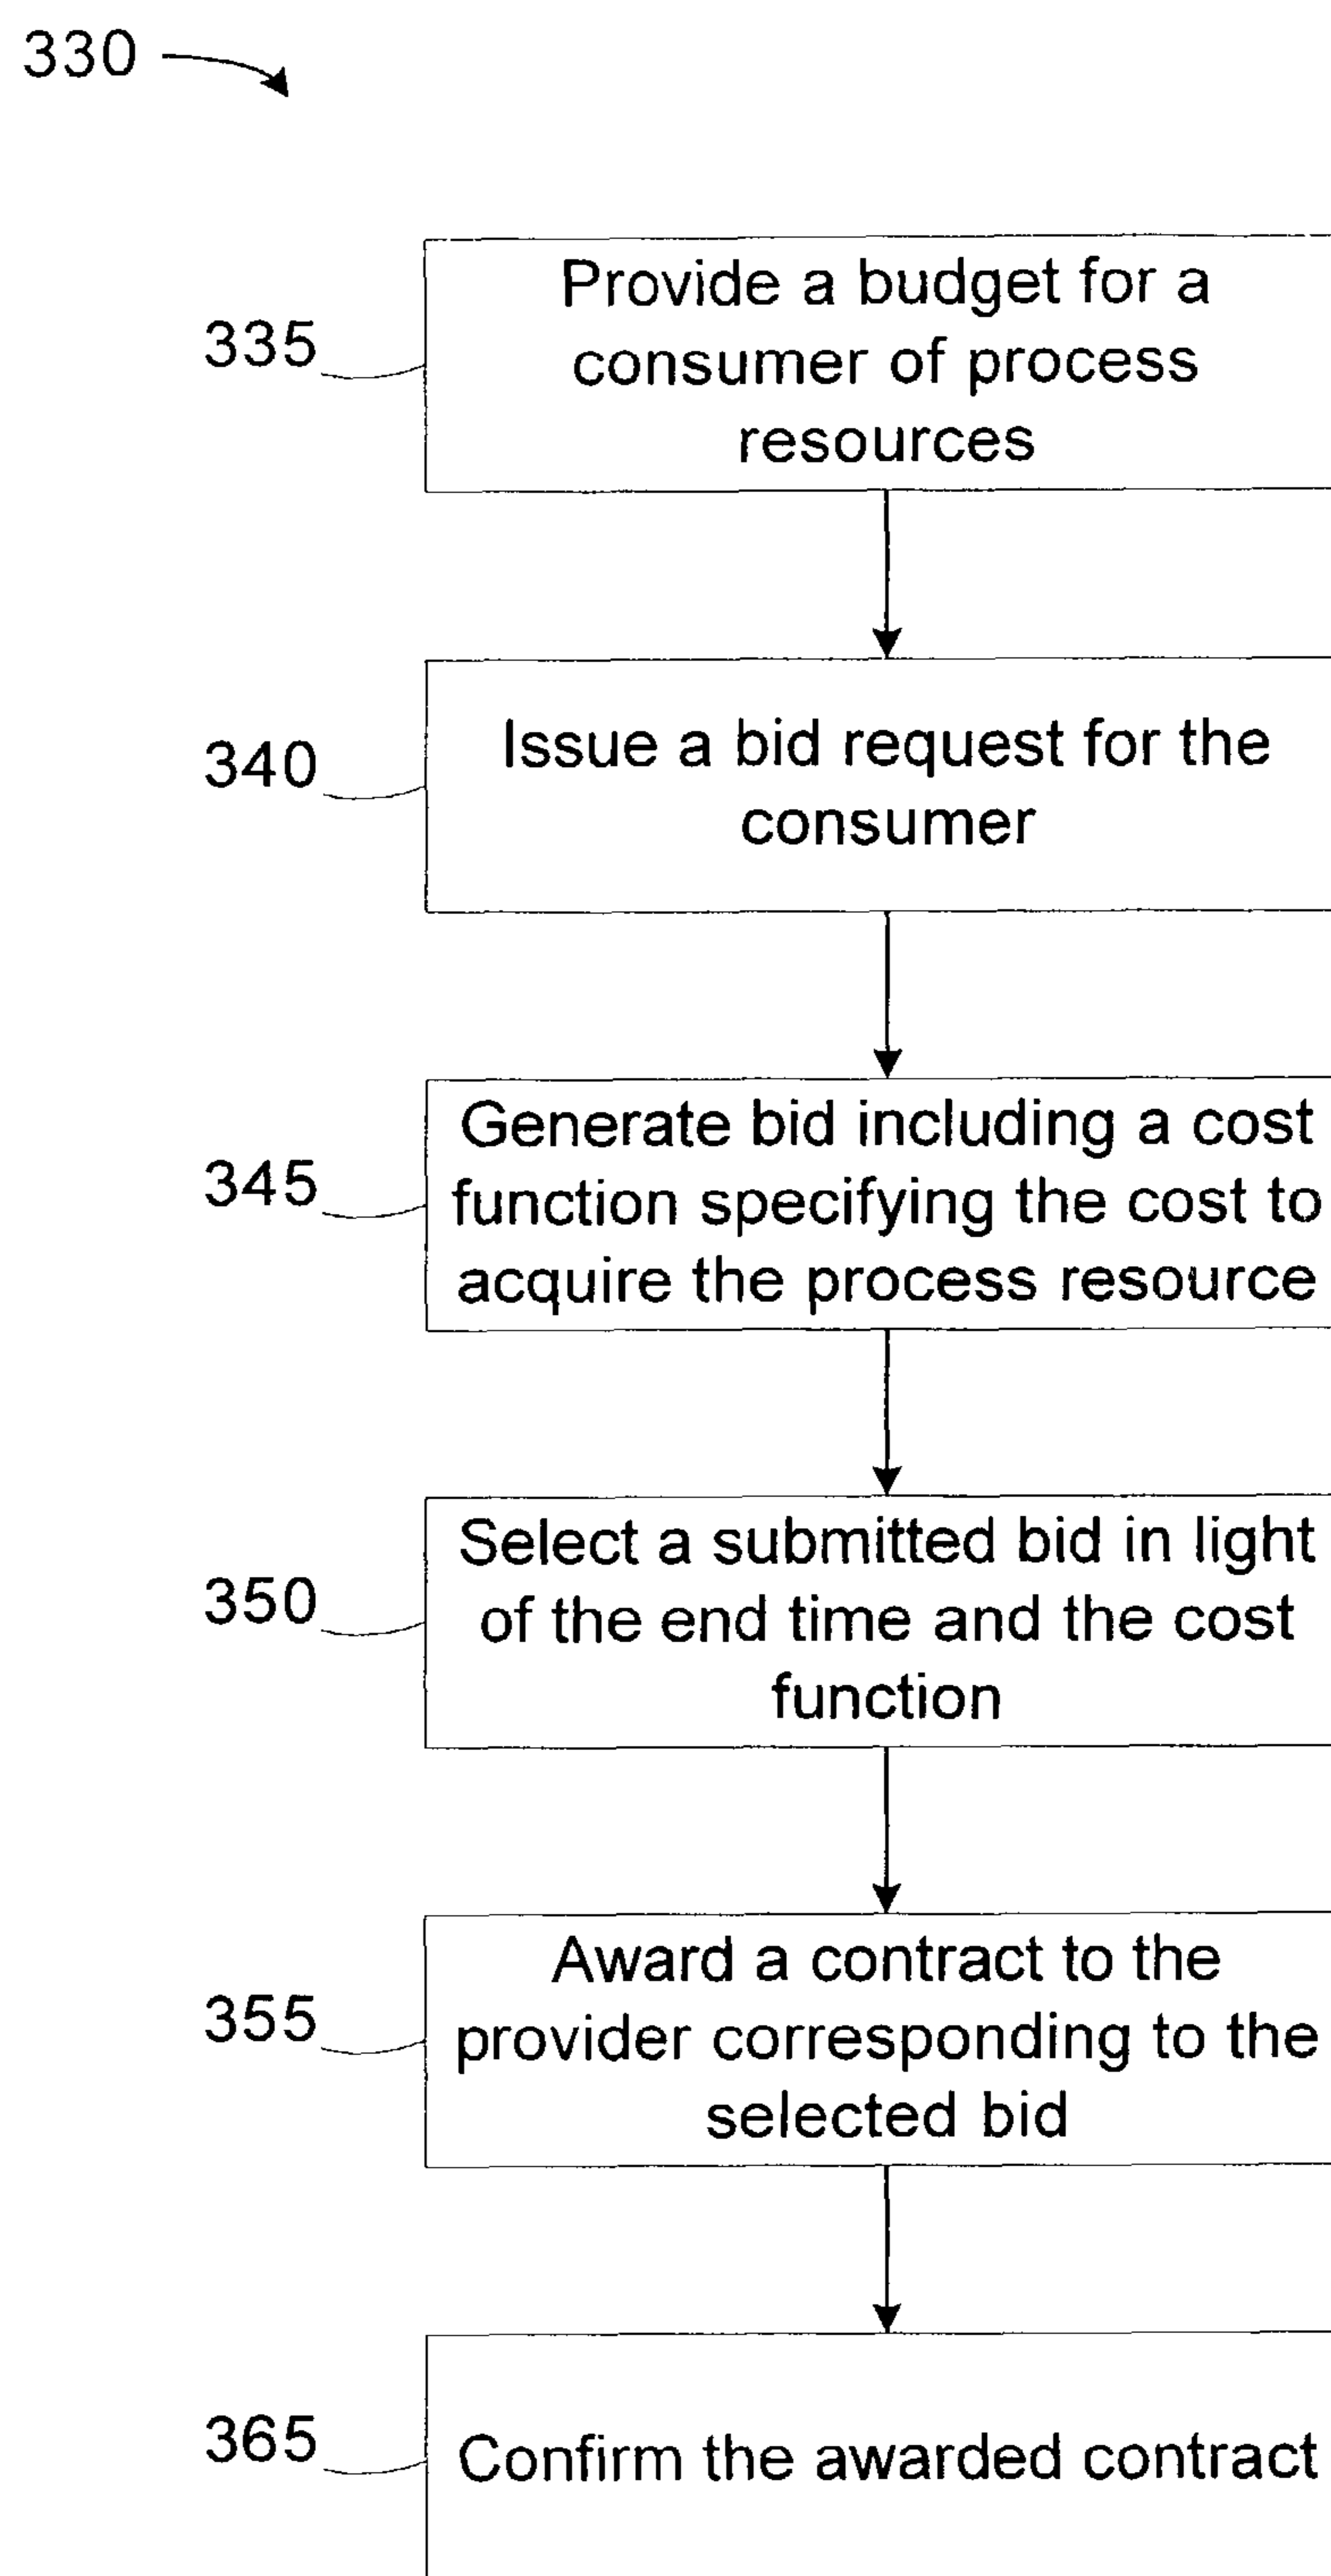 330
335
Provide a budget for a
consumer of process
resources
340
Issue a bid request for the
consumer
345
Generate bid including a cost
function specifying the cost to
acquire the process resource
350
Select a submitted bid in light
of the end time and the cost
function
355
Award a contract to the
provider corresponding to the
selected bid
365
Confirm the awarded contract